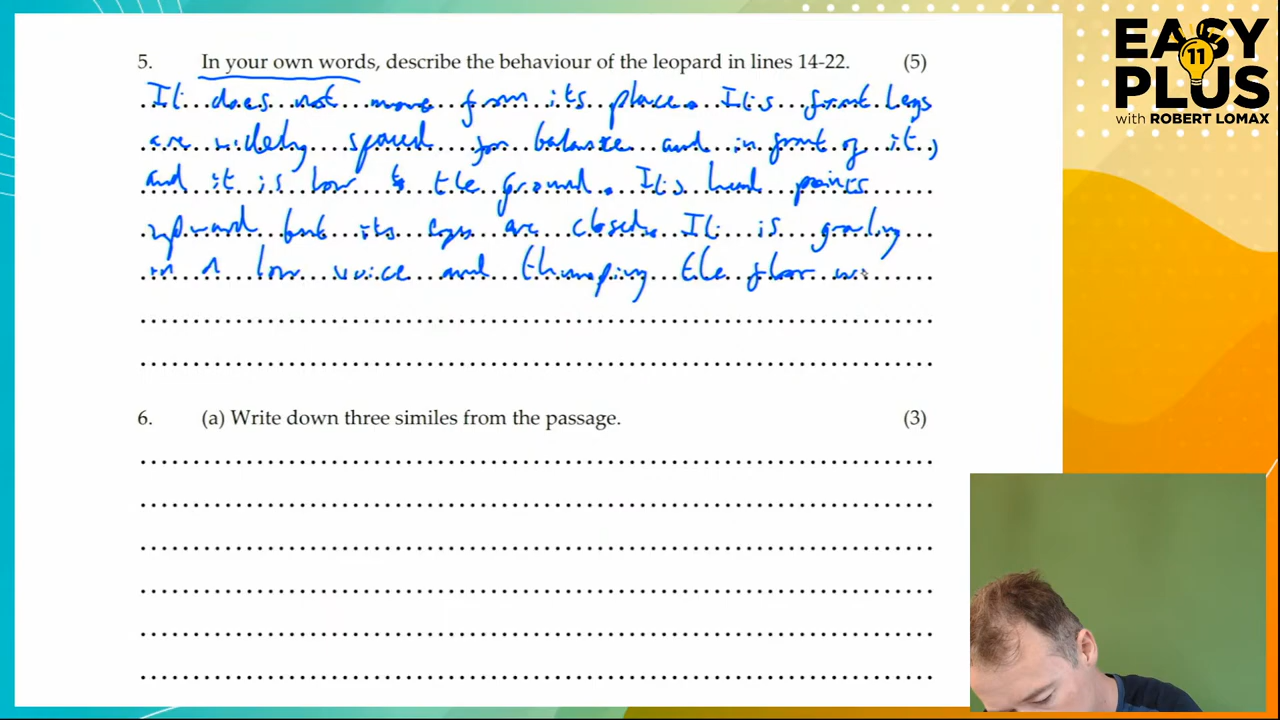 5. In your own words, describe the behaviour of the leopard in lines 14-22. (5)
It does not move from its place. It's front legs
are widely spaced for balance and in front of it,
and it is low to the ground. It's head points
upward but its eyes are closed. It is growling
in a low voice and thumping the floor wi
6. (a) Write down three similes from the passage. (3)
EASY
11
PLUS
with ROBERT LOMAX